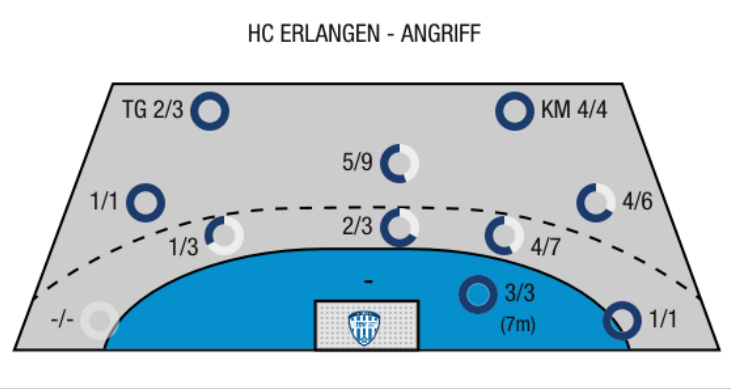 HC ERLANGEN - ANGRIFF
TG 2/3
KM 4/4
5/9
1/1
4/6
1/3
2/3
4/7
-
3/3
(7m)
-/-
1/1